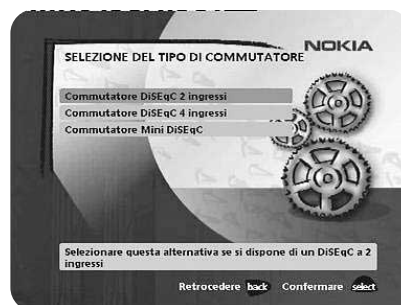 NOKIA
SELEZIONE DEL TIPO DI COMMUTATORE
Commutatore DiSEqC 2 ingressi
Commutatore DiSEqC 4 ingressi
Commutatore Mini DiSEqC
Selezionare questa alternativa se si dispone di un DiSEqC a 2
ingressi
Retrocedere back Confermare select